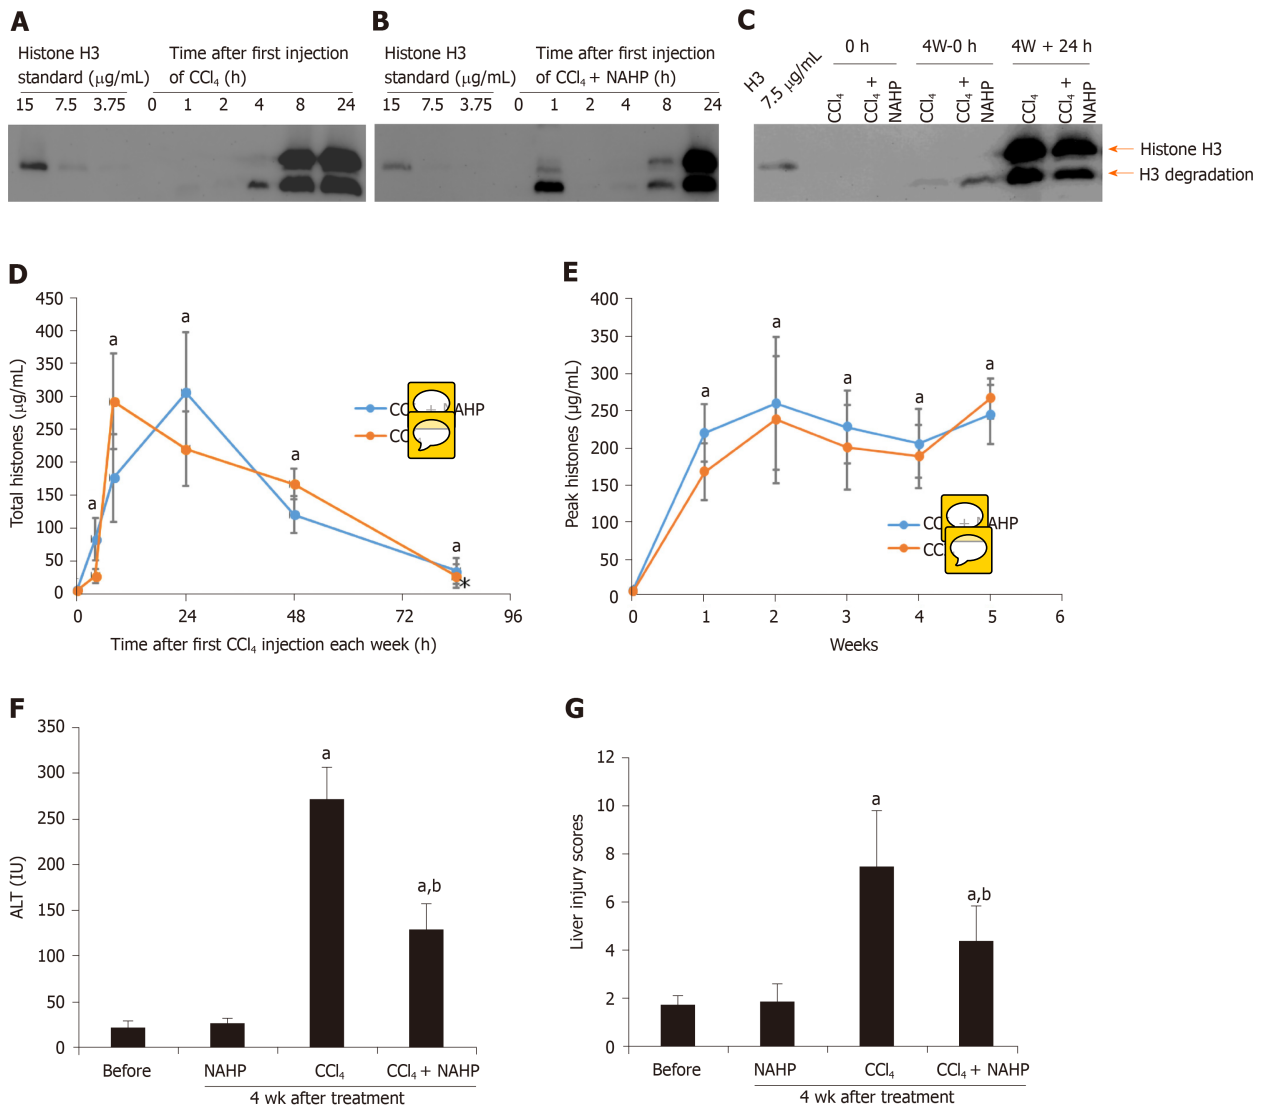 A
Histone H3
standard (μg/mL)
15 7.5 3.75
Time after first injection
of CCl₄ (h)
0 1 2 4 8 24
B
Histone H3
standard (μg/mL)
15 7.5 3.75
Time after first injection
of CCl₄ + NAHP (h)
0 1 2 4 8 24
C
H3
7.5 μg/mL
0 h
4W-0 h
4W + 24 h
CCl₄
CCl₄ +
NAHP
CCl₄
CCl₄ +
NAHP
CCl₄
CCl₄ +
NAHP
Histone H3
H3 degradation
D
Total histones (μg/mL)
450
400
350
300
250
200
150
100
50
0
a
a
a
a
a
*
CC + NAHP
CC
0 24 48 72 96
Time after first CCl₄ injection each week (h)
E
Peak histones (μg/mL)
400
350
300
250
200
150
100
50
0
a
a
a
a
a
CC + NAHP
CC
0 1 2 3 4 5 6
Weeks
F
ALT (IU)
350
300
250
200
150
100
50
0
a
a,b
Before NAHP CCl₄ CCl₄ + NAHP
4 wk after treatment
G
Liver injury scores
12
10
8
6
4
2
0
a
a,b
Before NAHP CCl₄ CCl₄ + NAHP
4 wk after treatment